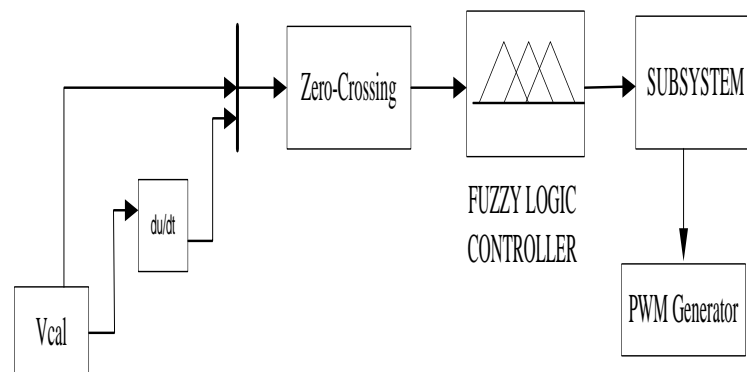 Zero-Crossing
SUBSYSTEM
FUZZY LOGIC
CONTROLLER
du/dt
Vcal
PWM Generator